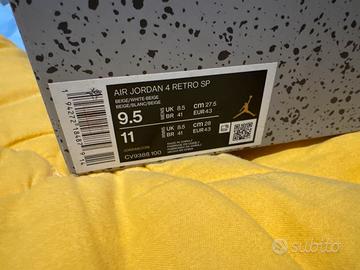 AIR JORDAN 4 RETRO SP
BEIGE/WHITE-BEIGE
BEIGE/BLANC/BEIGE
9.5 MENS UK 8.5 cm 27.5
BR 41 EUR 43
11 UK 8.5 cm 28
BR 41 EUR 43
CV9388 100
subito